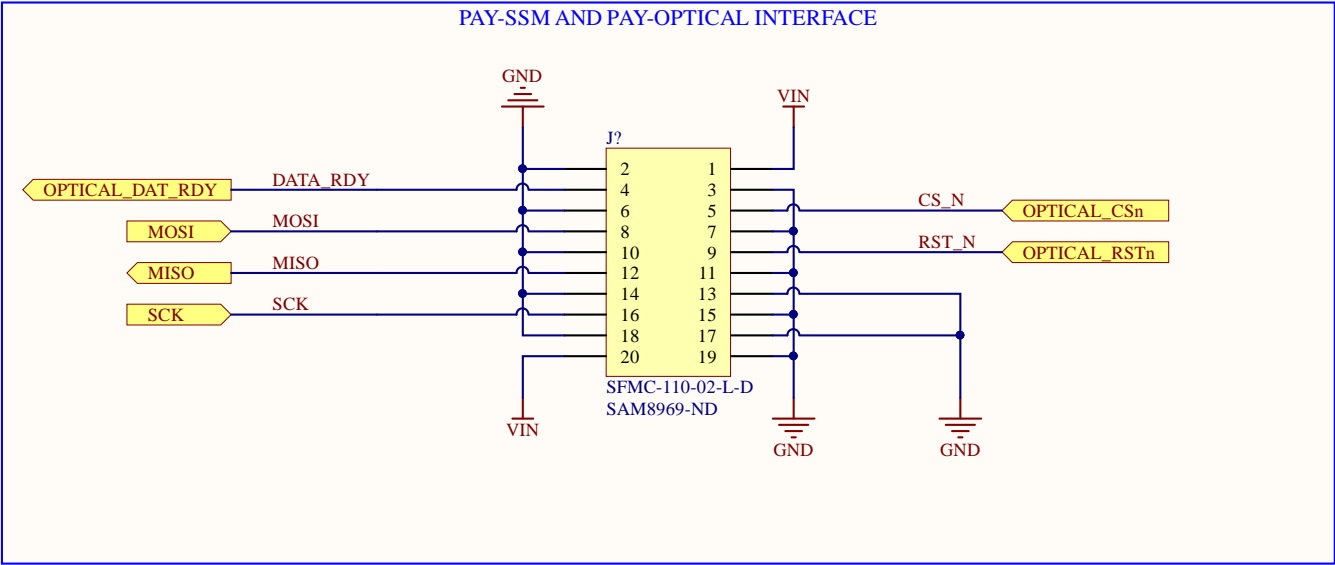 PAY-SSM AND PAY-OPTICAL INTERFACE
GND
VIN
J?
2 1
OPTICAL_DAT_RDY DATA_RDY 4 3
6 5 CS_N OPTICAL_CSn
MOSI MOSI 8 7
10 9 RST_N OPTICAL_RSTn
MISO MISO 12 11
14 13
SCK SCK 16 15
18 17
20 19
SFMC-110-02-L-D
SAM8969-ND
VIN
GND GND